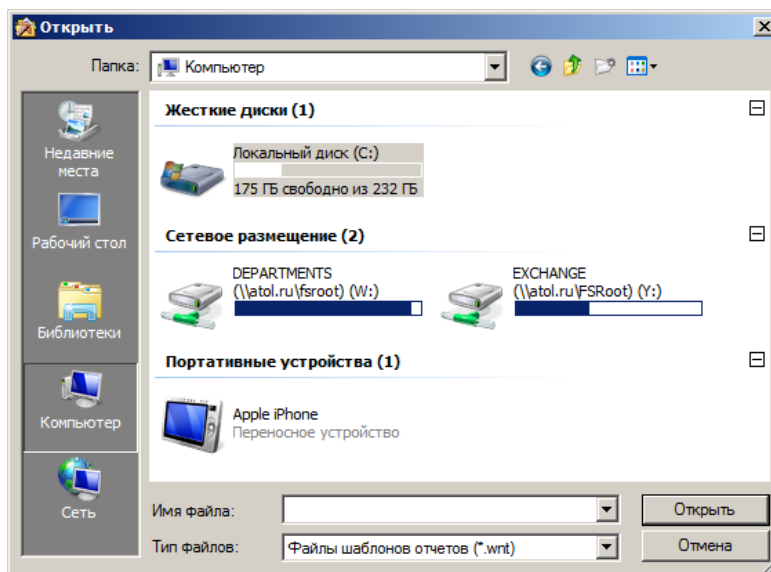 Открыть
Папка:
Компьютер
Недавние
места
Рабочий стол
Библиотеки
Компьютер
Сеть
Жесткие диски (1)
Локальный диск (C:)
175 ГБ свободно из 232 ГБ
Сетевое размещение (2)
DEPARTMENTS
(\\atol.ru\fsroot) (W:)
EXCHANGE
(\\atol.ru\FSRoot) (Y:)
Портативные устройства (1)
Apple iPhone
Переносное устройство
Имя файла:
Открыть
Тип файлов:
Файлы шаблонов отчетов (*.wnt)
Отмена